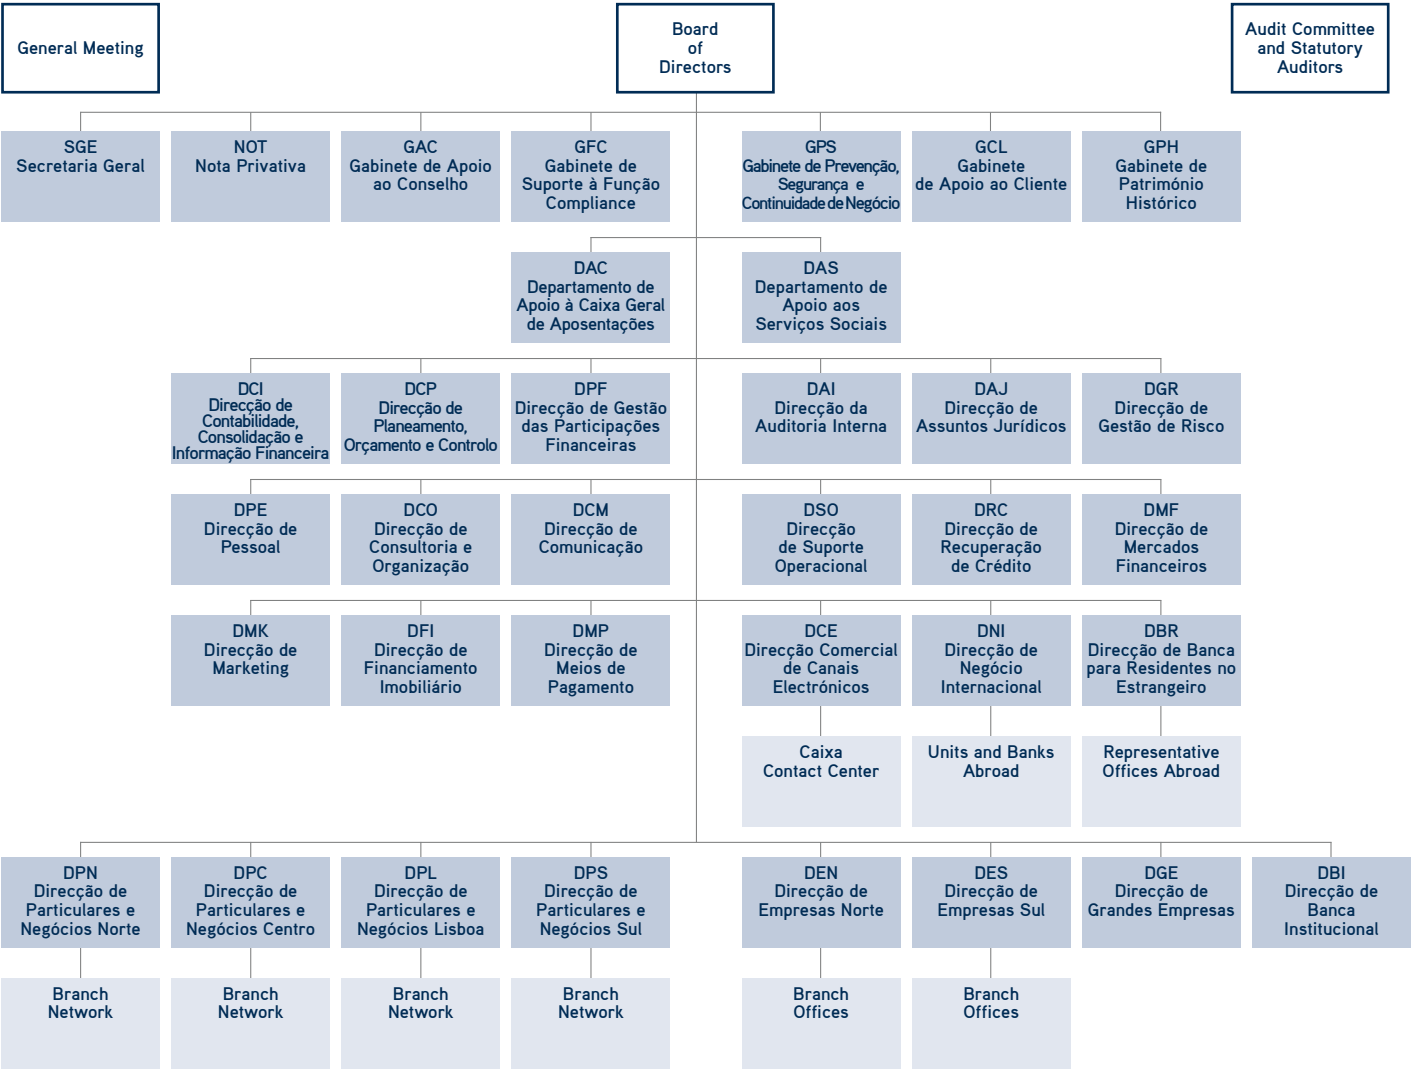 General Meeting
Board
of
Directors
Audit Committee
and Statutory
Auditors
SGE
Secretaria Geral
NOT
Nota Privativa
GAC
Gabinete de Apoio
ao Conselho
GFC
Gabinete de
Suporte à Função
Compliance
GPS
Gabinete de Prevenção,
Segurança e
Continuidade de Negócio
GCL
Gabinete
de Apoio ao Cliente
GPH
Gabinete de
Património
Histórico
DAC
Departamento de
Apoio à Caixa Geral
de Aposentações
DAS
Departamento de
Apoio aos
Serviços Sociais
DCI
Direcção de
Contabilidade,
Consolidação e
Informação Financeira
DCP
Direcção de
Planeamento,
Orçamento e Controlo
DPF
Direcção de Gestão
das Participações
Financeiras
DAI
Direcção da
Auditoria Interna
DAJ
Direcção de
Assuntos Jurídicos
DGR
Direcção de
Gestão de Risco
DPE
Direcção de
Pessoal
DCO
Direcção de
Consultoria e
Organização
DCM
Direcção de
Comunicação
DSO
Direcção
de Suporte
Operacional
DRC
Direcção de
Recuperação
de Crédito
DMF
Direcção de
Mercados
Financeiros
DMK
Direcção de
Marketing
DFI
Direcção de
Financiamento
Imobiliário
DMP
Direcção de
Meios de
Pagamento
DCE
Direcção Comercial
de Canais
Electrónicos
DNI
Direcção de
Negócio
Internacional
DBR
Direcção de Banca
para Residentes no
Estrangeiro
Caixa
Contact Center
Units and Banks
Abroad
Representative
Offices Abroad
DPN
Direcção de
Particulares e
Negócios Norte
DPC
Direcção de
Particulares e
Negócios Centro
DPL
Direcção de
Particulares e
Negócios Lisboa
DPS
Direcção de
Particulares e
Negócios Sul
DEN
Direcção de
Empresas Norte
DES
Direcção de
Empresas Sul
DGE
Direcção de
Grandes Empresas
DBI
Direcção de
Banca
Institucional
Branch
Network
Branch
Network
Branch
Network
Branch
Network
Branch
Offices
Branch
Offices